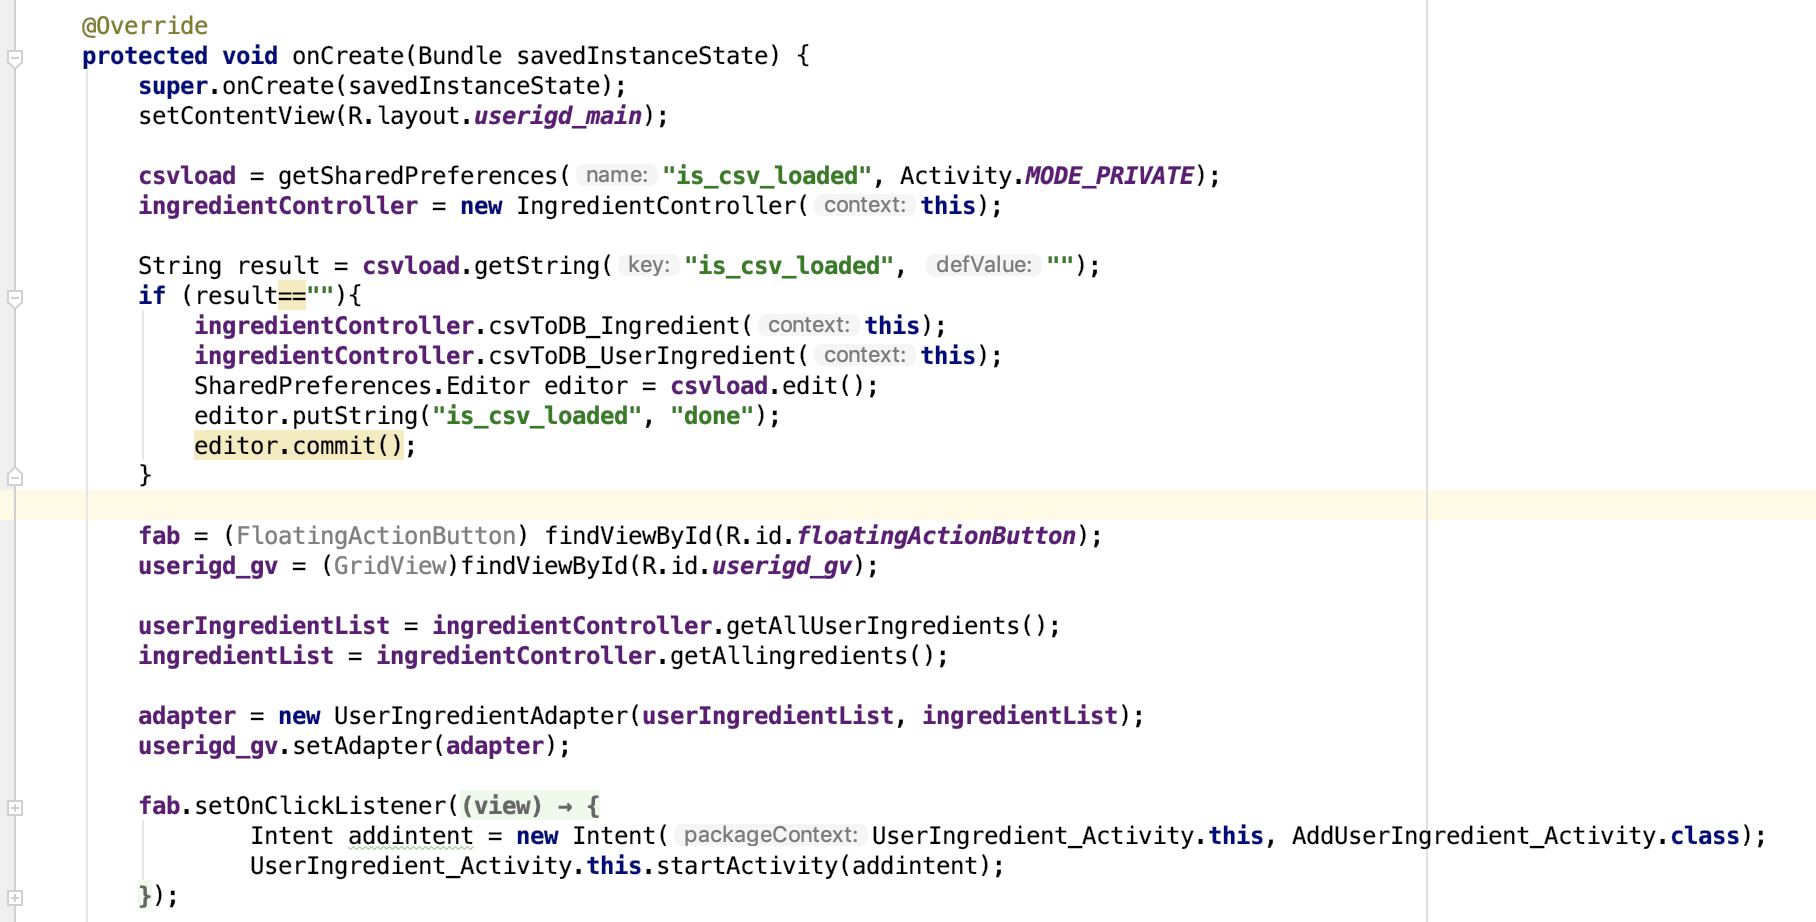 @Override
protected void onCreate(Bundle savedInstanceState) {
super.onCreate(savedInstanceState);
setContentView(R.layout.userigd_main);
csvload = getSharedPreferences( name: "is_csv_loaded", Activity.MODE_PRIVATE);
ingredientController = new IngredientController( context: this);
String result = csvload.getString( key: "is_csv_loaded", defValue: "");
if (result==""){
ingredientController.csvToDB_Ingredient( context: this);
ingredientController.csvToDB_UserIngredient( context: this);
SharedPreferences.Editor editor = csvload.edit();
editor.putString("is_csv_loaded", "done");
editor.commit();
}
fab = (FloatingActionButton) findViewById(R.id.floatingActionButton);
userigd_gv = (GridView)findViewById(R.id.userigd_gv);
userIngredientList = ingredientController.getAllUserIngredients();
ingredientList = ingredientController.getAllingredients();
adapter = new UserIngredientAdapter(userIngredientList, ingredientList);
userigd_gv.setAdapter(adapter);
fab.setOnClickListener((view) → {
Intent addintent = new Intent( packageContext: UserIngredient_Activity.this, AddUserIngredient_Activity.class);
UserIngredient_Activity.this.startActivity(addintent);
});